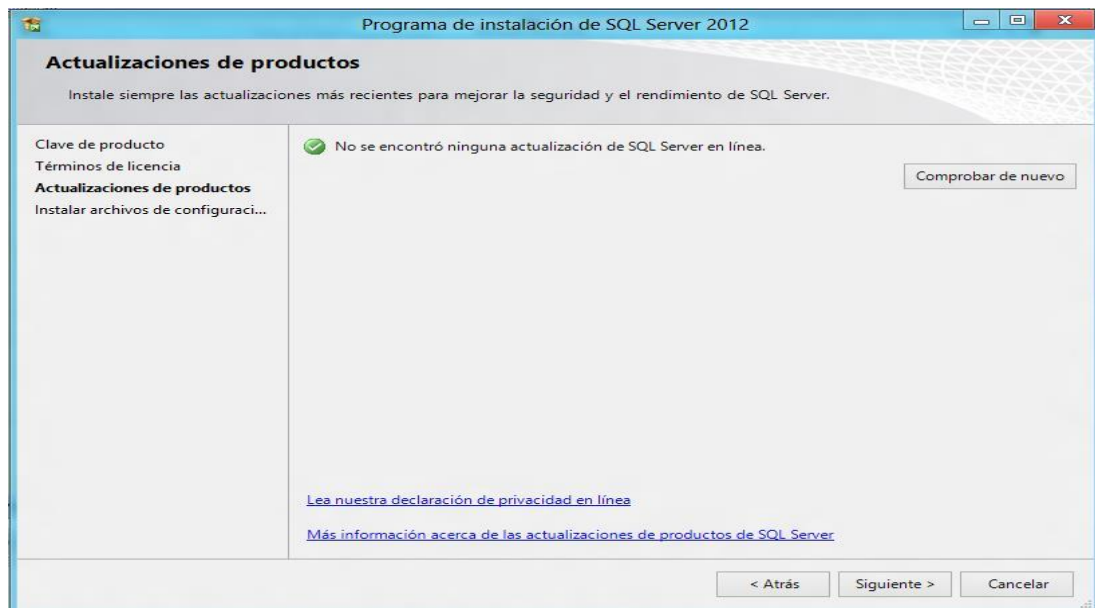 Programa de instalación de SQL Server 2012
Actualizaciones de productos
Instale siempre las actualizaciones más recientes para mejorar la seguridad y el rendimiento de SQL Server.
Clave de producto
Términos de licencia
Actualizaciones de productos
Instalar archivos de configuraci...
No se encontró ninguna actualización de SQL Server en línea.
Comprobar de nuevo
Lea nuestra declaración de privacidad en línea
Más información acerca de las actualizaciones de productos de SQL Server
< Atrás
Siguiente >
Cancelar